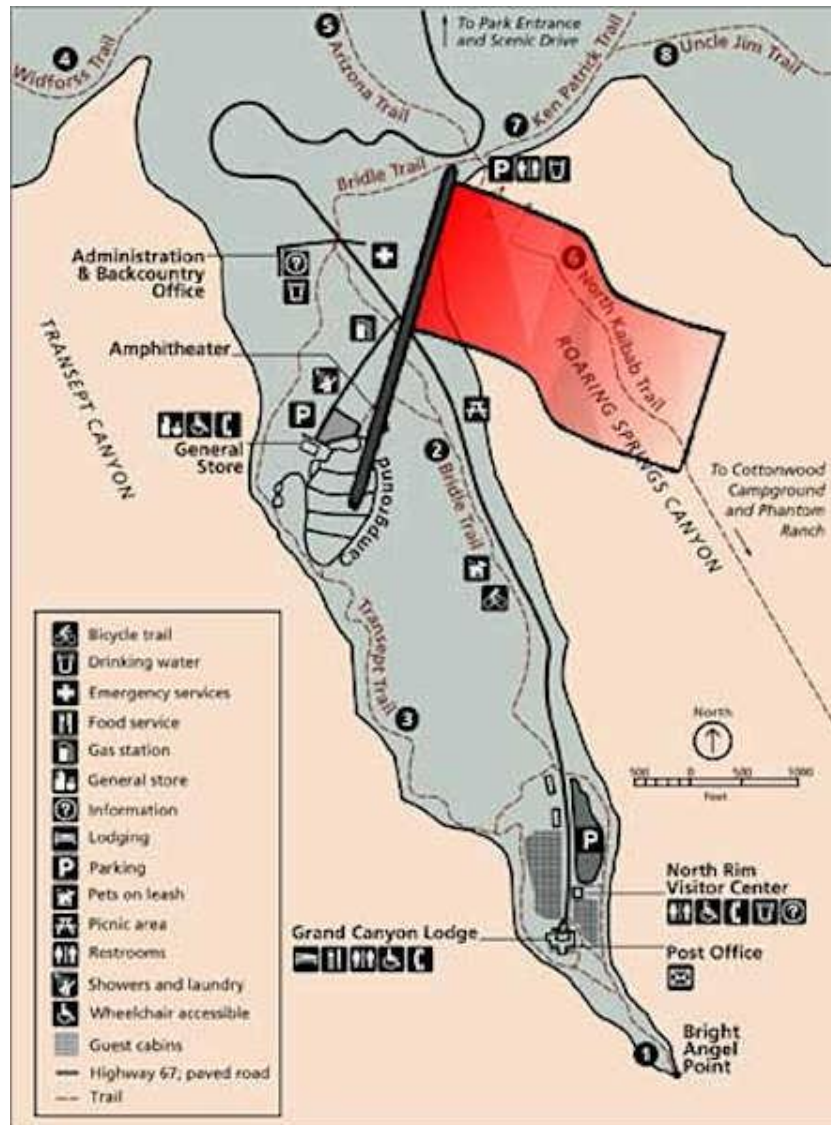 To Park Entrance
and Scenic Drive
5
Arizona Trail
4
Widforss Trail
8
Uncle Jim Trail
Ken Patrick Trail
7
Bridle Trail
P
Administration
& Backcountry
Office
?
6
North Kaibab Trail
TRANSEPT CANYON
Amphitheater
ROARING SPRINGS CANYON
P
General
Store
2
Bridle Trail
Campground
To Cottonwood
Campground
and Phantom
Ranch
Transept
Trail
3
Bicycle trail
Drinking water
Emergency services
Food service
Gas station
General store
? Information
Lodging
P Parking
Pets on leash
Picnic area
Restrooms
Showers and laundry
Wheelchair accessible
Guest cabins
Highway 67; paved road
Trail
North
500 0 500 1000
Feet
P
North Rim
Visitor Center
?
Grand Canyon Lodge
Post Office
1
Bright
Angel
Point